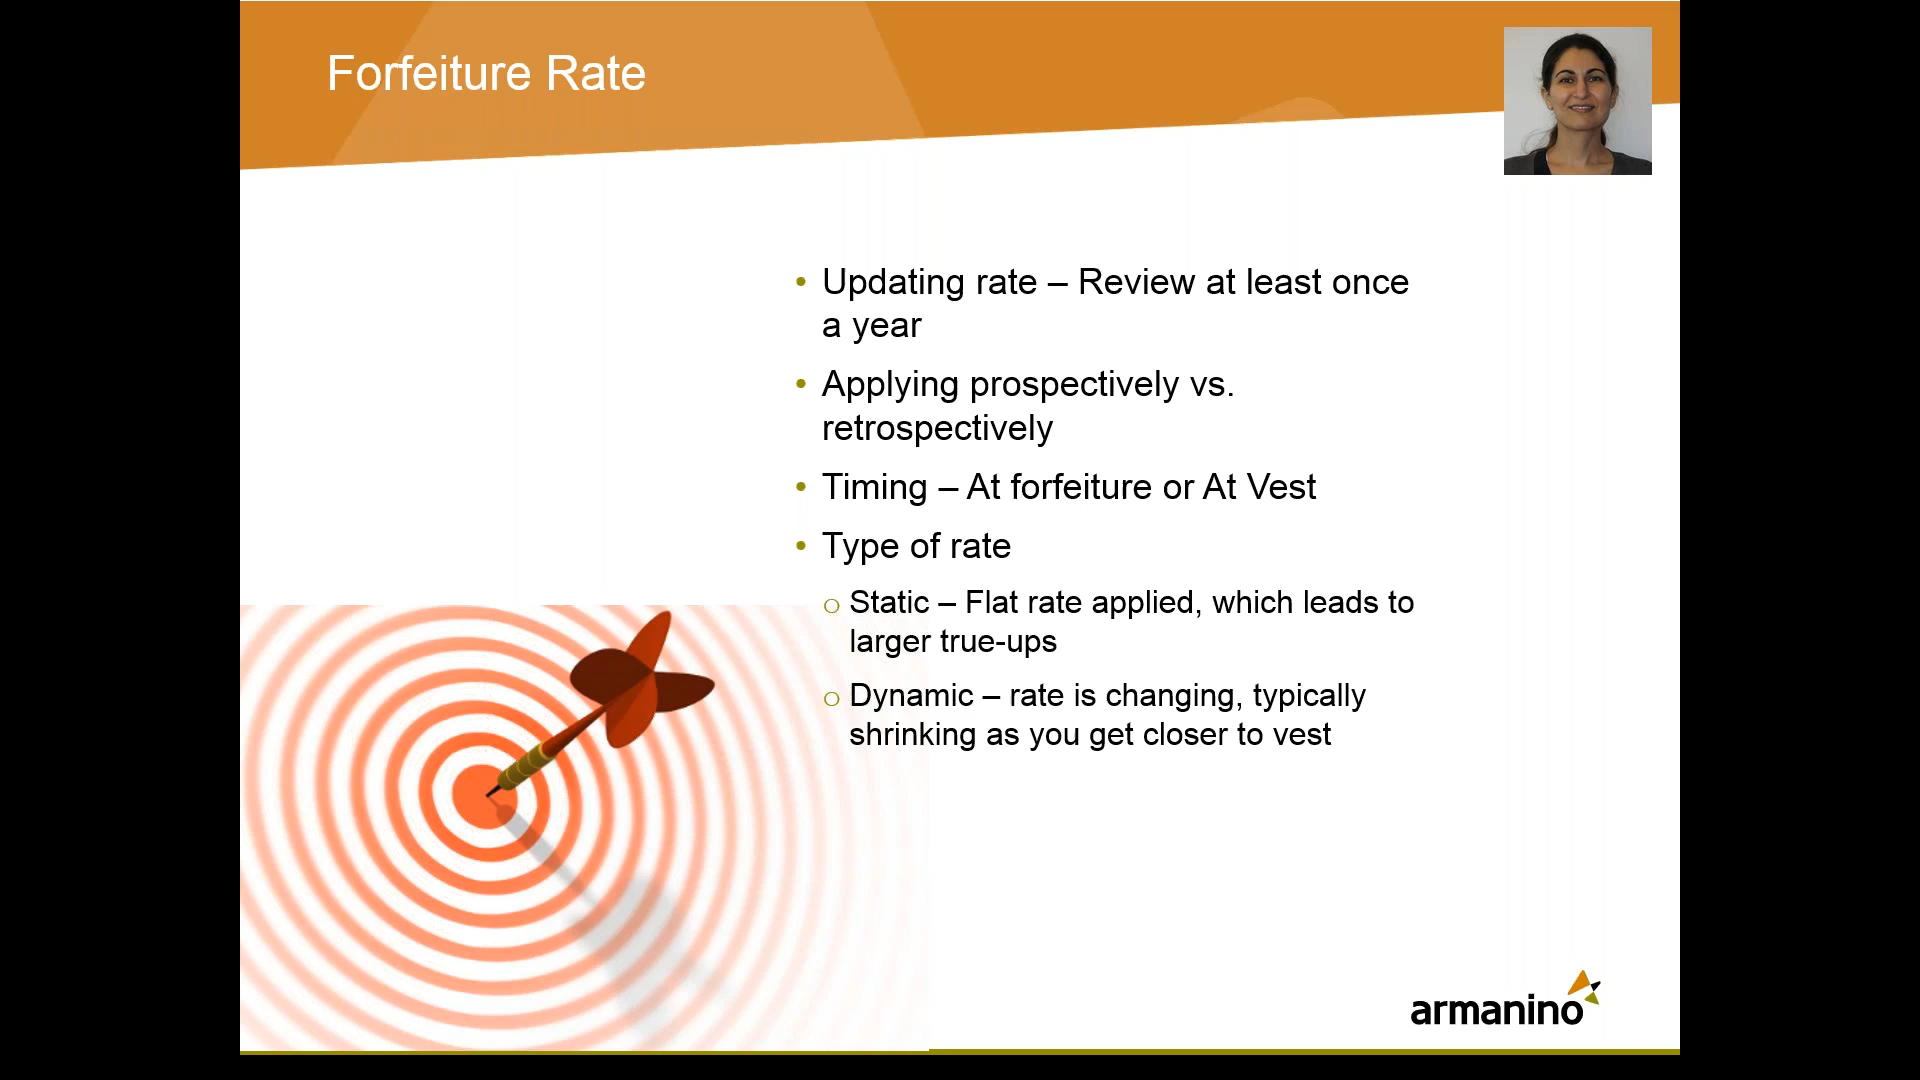 Forfeiture Rate
• Updating rate – Review at least once
a year
• Applying prospectively vs.
retrospectively
• Timing – At forfeiture or At Vest
• Type of rate
o Static – Flat rate applied, which leads to
larger true-ups
o Dynamic – rate is changing, typically
shrinking as you get closer to vest
armanino